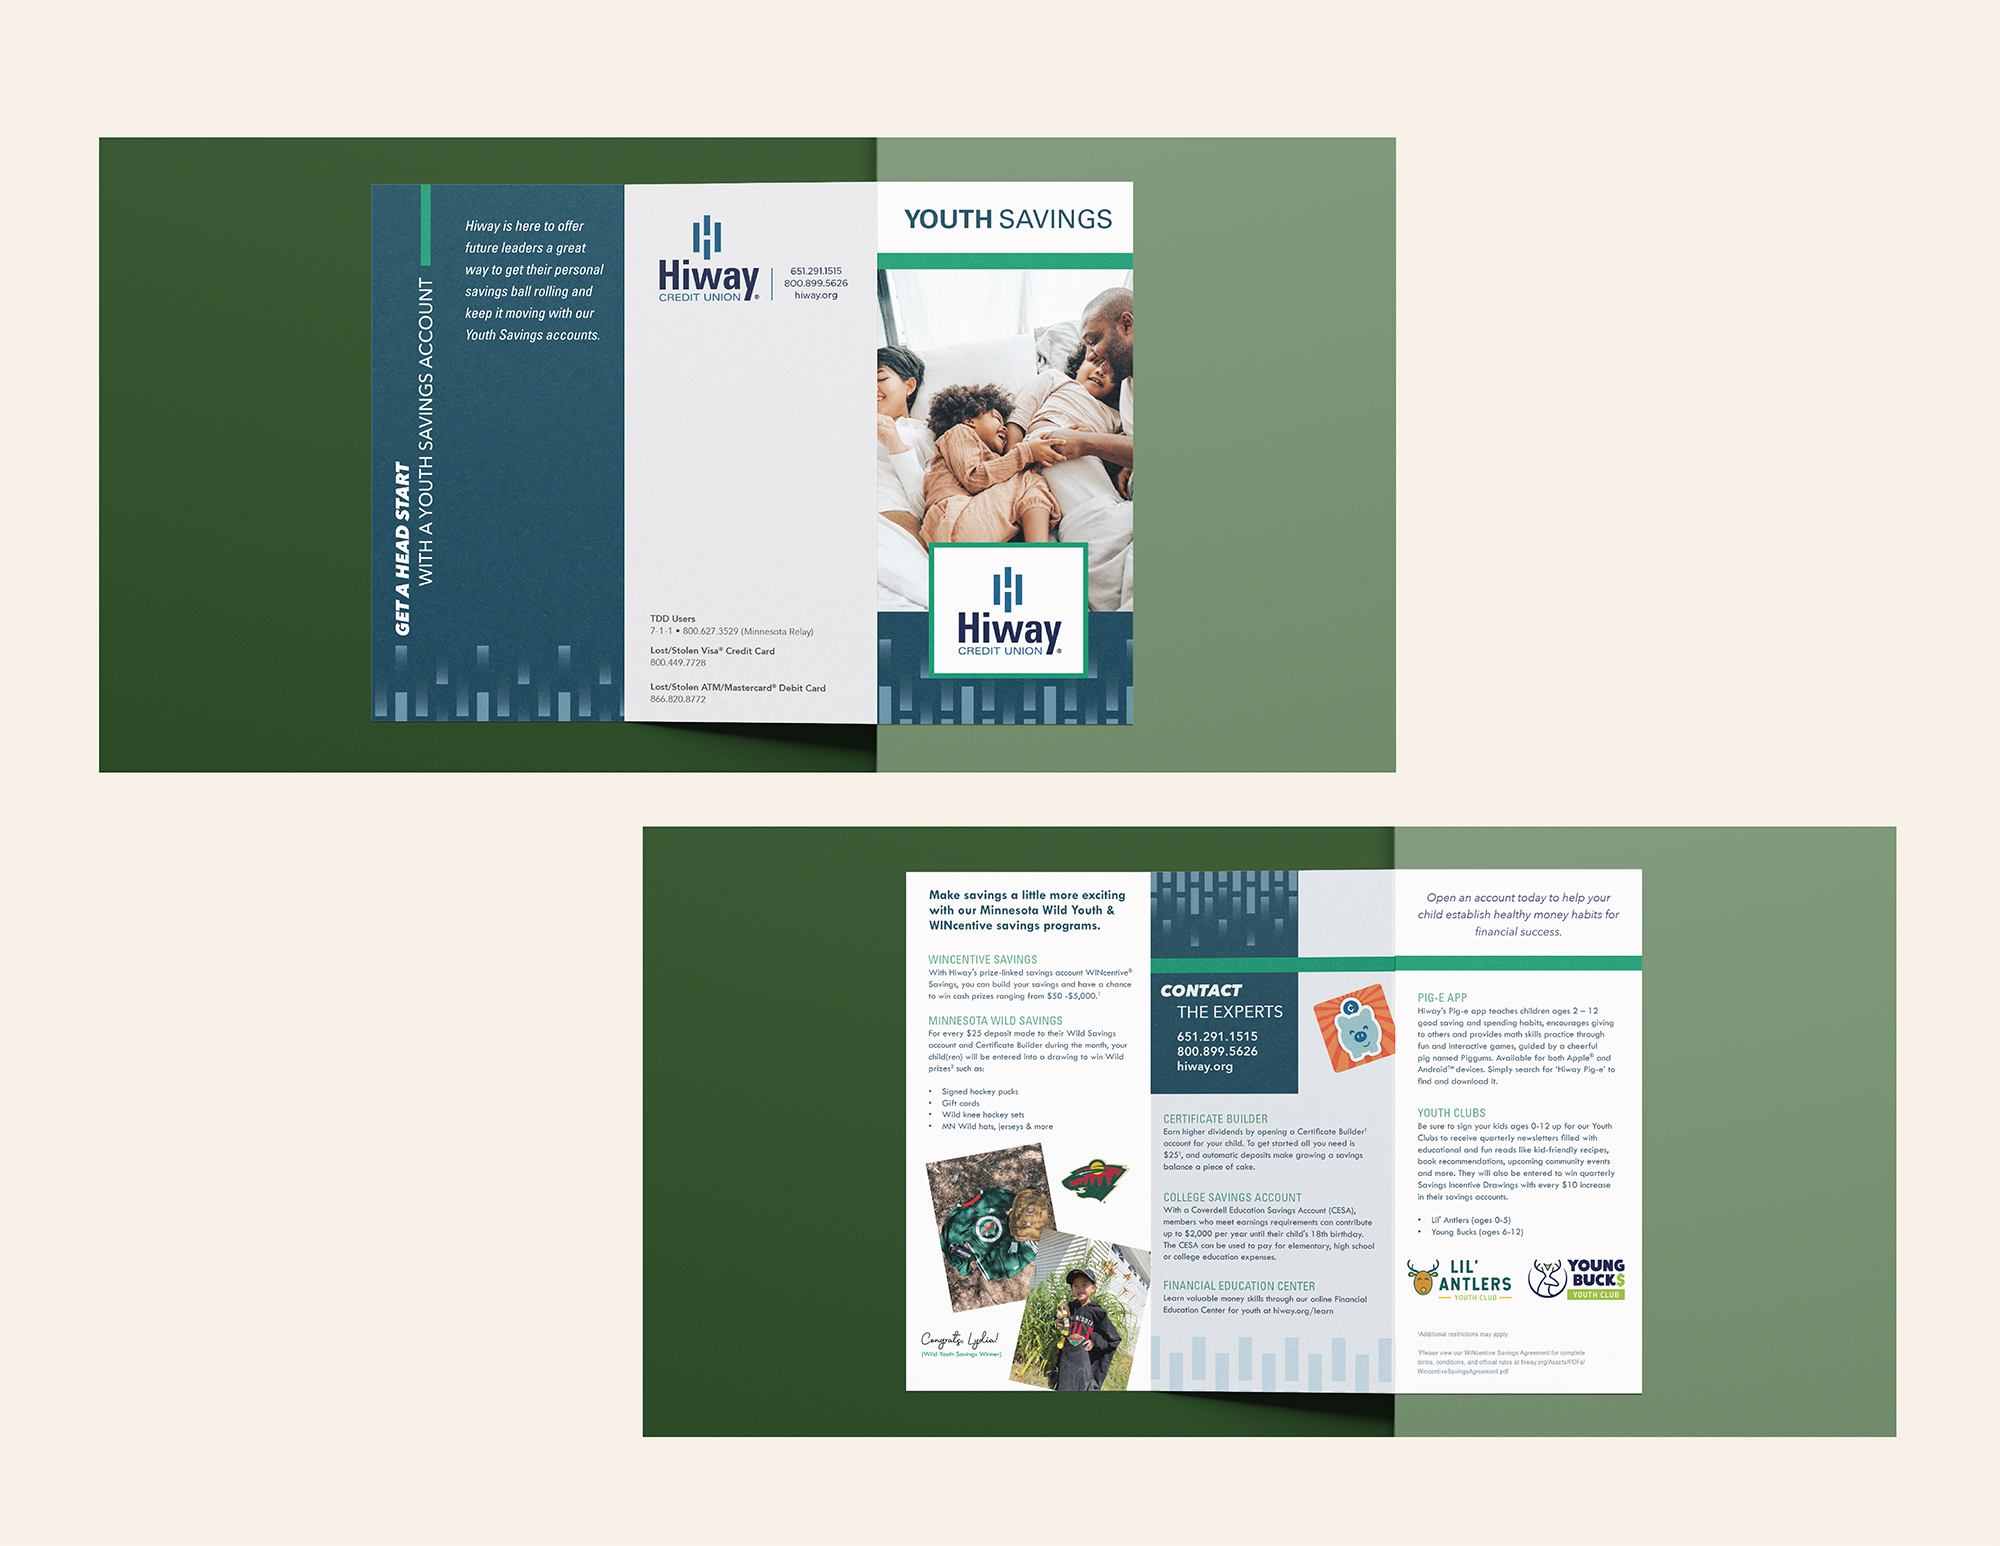 GET A HEAD START
WITH A YOUTH SAVINGS ACCOUNT
Hiway is here to offer
future leaders a great
way to get their personal
savings ball rolling and
keep it moving with our
Youth Savings accounts.
Hiway
CREDIT UNION®
651.291.1515
800.899.5626
hiway.org
TDD Users
7-1-1 • 800.627.3529 (Minnesota Relay)
Lost/Stolen Visa® Credit Card
800.449.7728
Lost/Stolen ATM/Mastercard® Debit Card
866.820.8772
YOUTH SAVINGS
Hiway
CREDIT UNION®
Make savings a little more exciting
with our Minnesota Wild Youth &
WINcentive savings programs.
WINCENTIVE SAVINGS
With Hiway's prize-linked savings account WINcentive®
Savings, you can build your savings and have a chance
to win cash prizes ranging from $50 -$5,000.¹
MINNESOTA WILD SAVINGS
For every $25 deposit made to their Wild Savings
account and Certificate Builder during the month, your
child(ren) will be entered into a drawing to win Wild
prizes² such as:
• Signed hockey pucks
• Gift cards
• Wild knee hockey sets
• MN Wild hats, jerseys & more
Congrats, Lydia!
(Wild Youth Savings Winner)
CONTACT
THE EXPERTS
651.291.1515
800.899.5626
hiway.org
CERTIFICATE BUILDER
Earn higher dividends by opening a Certificate Builder¹
account for your child. To get started all you need is
$25¹, and automatic deposits make growing a savings
balance a piece of cake.
COLLEGE SAVINGS ACCOUNT
With a Coverdell Education Savings Account (CESA),
members who meet earnings requirements can contribute
up to $2,000 per year until their child's 18th birthday.
The CESA can be used to pay for elementary, high school
or college education expenses.
FINANCIAL EDUCATION CENTER
Learn valuable money skills through our online Financial
Education Center for youth at hiway.org/learn
Open an account today to help your
child establish healthy money habits for
financial success.
PIG-E APP
Hiway's Pig-e app teaches children ages 2 – 12
good saving and spending habits, encourages giving
to others and provides math skills practice through
fun and interactive games, guided by a cheerful
pig named Piggums. Available for both Apple® and
Android™ devices. Simply search for 'Hiway Pig-e' to
find and download it.
YOUTH CLUBS
Be sure to sign your kids ages 0-12 up for our Youth
Clubs to receive quarterly newsletters filled with
educational and fun reads like kid-friendly recipes,
book recommendations, upcoming community events
and more. They will also be entered to win quarterly
Savings Incentive Drawings with every $10 increase
in their savings accounts.
• Lil' Antlers (ages 0-5)
• Young Bucks (ages 6-12)
LIL'
ANTLERS
YOUTH CLUB
YOUNG
BUCK$
YOUTH CLUB
¹Additional restrictions may apply.
²Please view our WINcentive Savings Agreement for complete
terms, conditions, and official rules at hiway.org/Assets/PDFs/
WincentiveSavingsAgreement.pdf